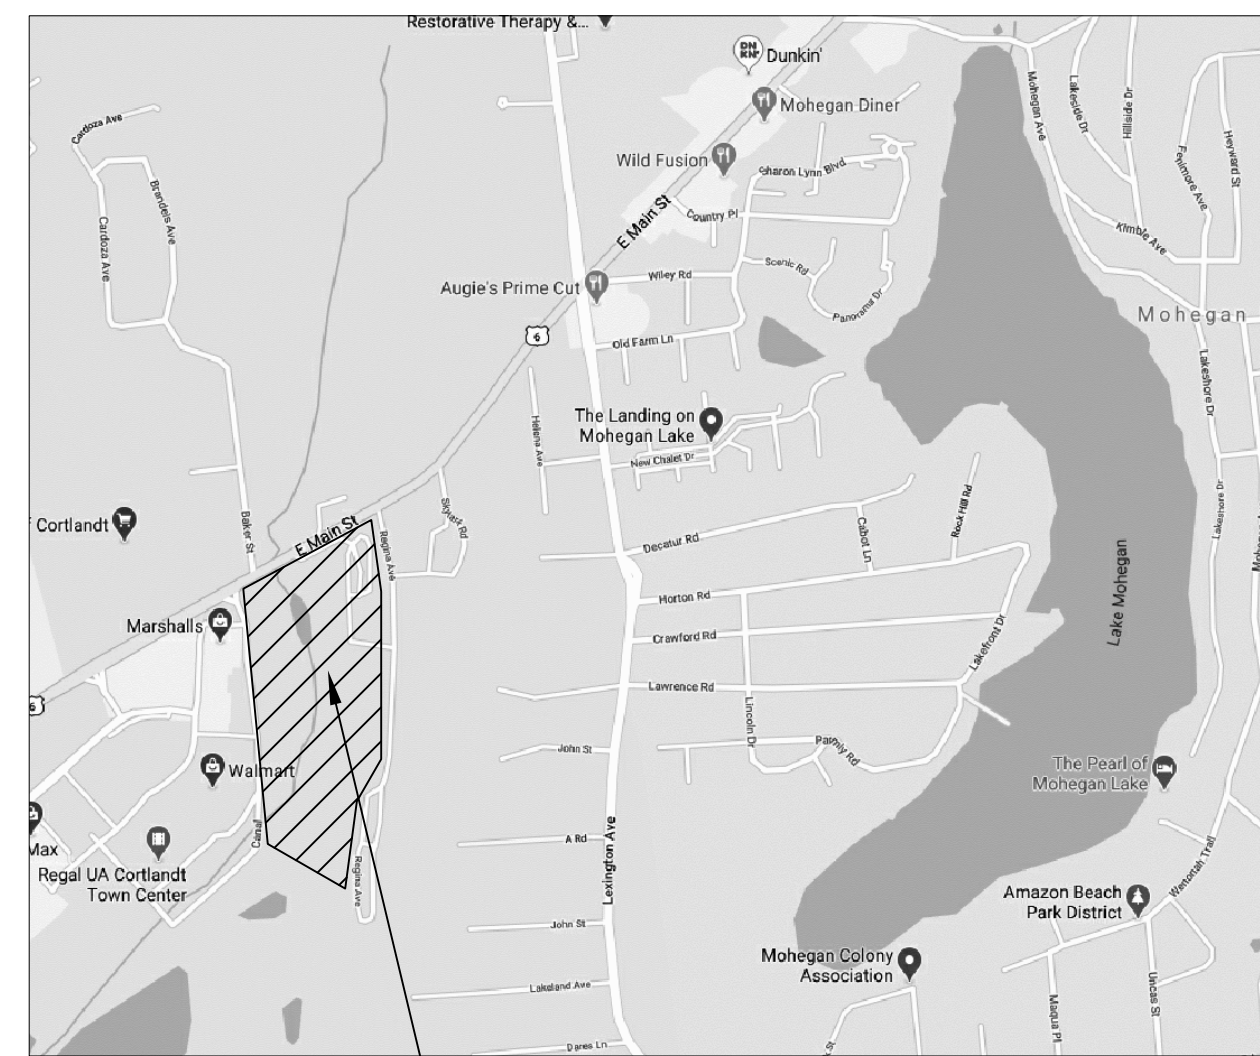 Restorative Therapy &...
DN
KN'
Dunkin'
Mohegan Diner
Wild Fusion
Sharon Lynn Blvd
Country Pl
E Main St
Wiley Rd
Scenic Rd
Panorama Dr
Augie's Prime Cut
6
Old Farm Ln
Cardoza Ave
Brandeis Ave
Cardoza Ave
Mohegan Ave
Lakeside Dr
Hillside Dr
Fenimore Ave
Heyward St
Kimble Ave
Mohegan
Lakeshore Dr
The Landing on
Mohegan Lake
New Chalet Dr
Helena Ave
Cortlandt
Baker St
E Main St
Skylark Rd
Regina Ave
Decatur Rd
Cabot Ln
Rock Hill Rd
Lakeshore Dr
Horton Rd
Lake Mohegan
Marshalls
Crawford Rd
Lakefront Dr
Lawrence Rd
6
Lincoln Dr
Parmly Rd
John St
Walmart
The Pearl of
Mohegan Lake
Max
Canal
A Rd
Lexington Ave
Regal UA Cortlandt
Town Center
Regina Ave
Amazon Beach
Park District
John St
Mohegan Colony
Association
Lakeland Ave
Uncas St
Maqua Pl
Dares Ln